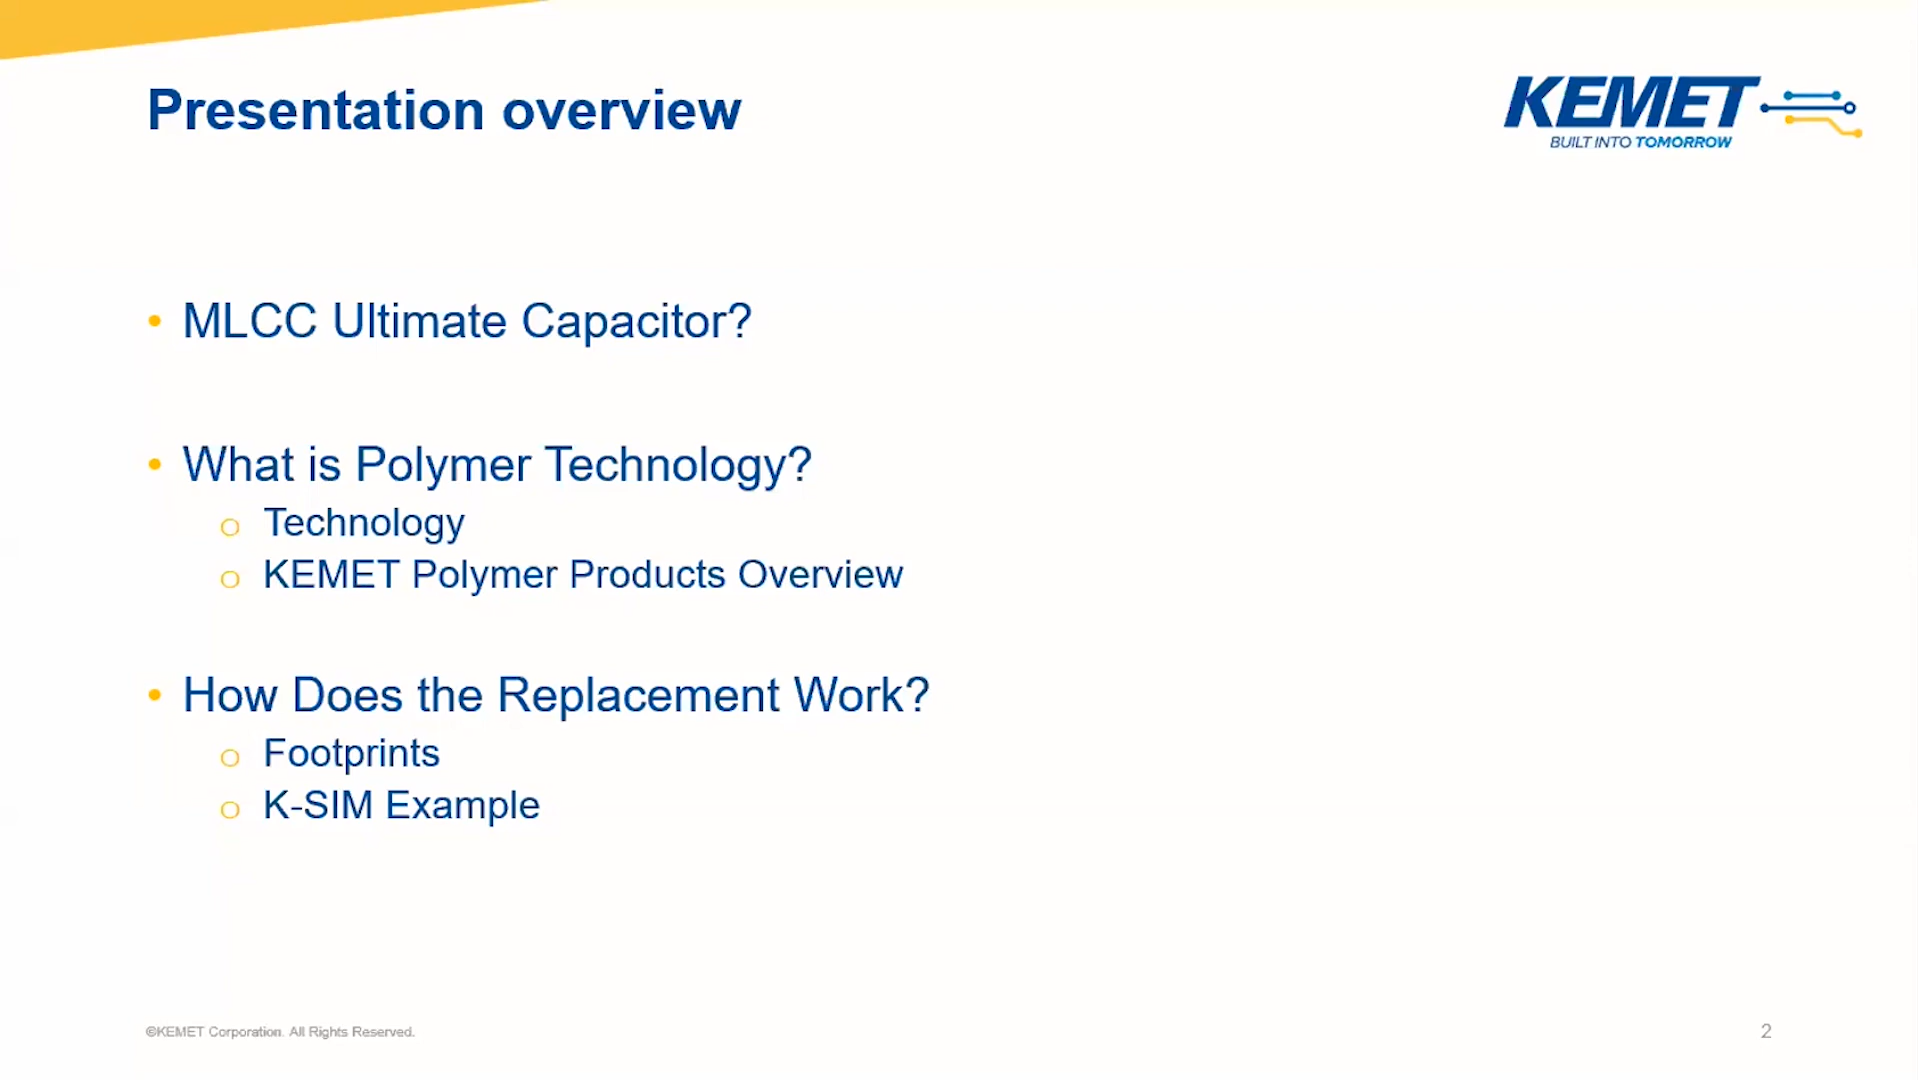 Presentation overview
KEMET
BUILT INTO TOMORROW
• MLCC Ultimate Capacitor?
• What is Polymer Technology?
o Technology
o KEMET Polymer Products Overview
• How Does the Replacement Work?
o Footprints
o K-SIM Example
©KEMET Corporation. All Rights Reserved.
2